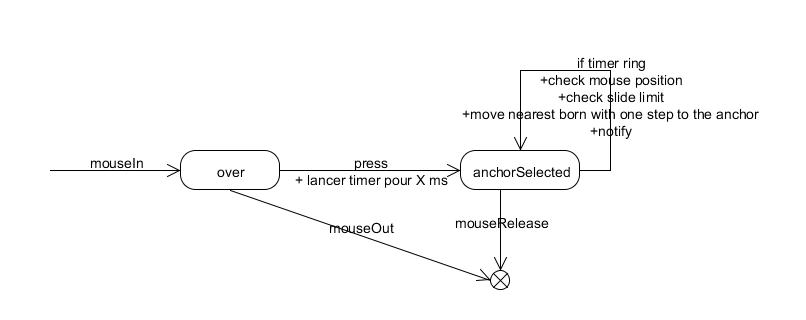 if timer ring
+check mouse position
+check slide limit
+move nearest born with one step to the anchor
+notify
mouseIn
over
press
+ lancer timer pour X ms
anchorSelected
mouseOut
mouseRelease